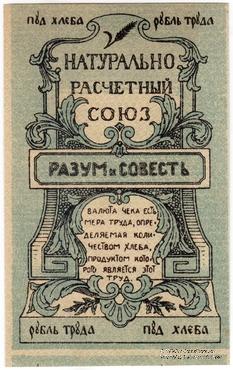 пуд хлеба рубль труда
НАТУРАЛЬНО
РАСЧЕТНЫЙ
СОЮЗ
РАЗУМ и СОВЕСТЬ
ВАЛЮТА ЧЕКА ЕСТЬ
МЕРА ТРУДА, ОПРЕ-
ДЕЛЯЕМАЯ КОЛИ-
ЧЕСТВОМ ХЛЕБА,
ПРОДУКТОМ КОТО-
РОГО ЯВЛЯЕТСЯ ЭТОТ
ТРУД.
рубль труда пуд хлеба